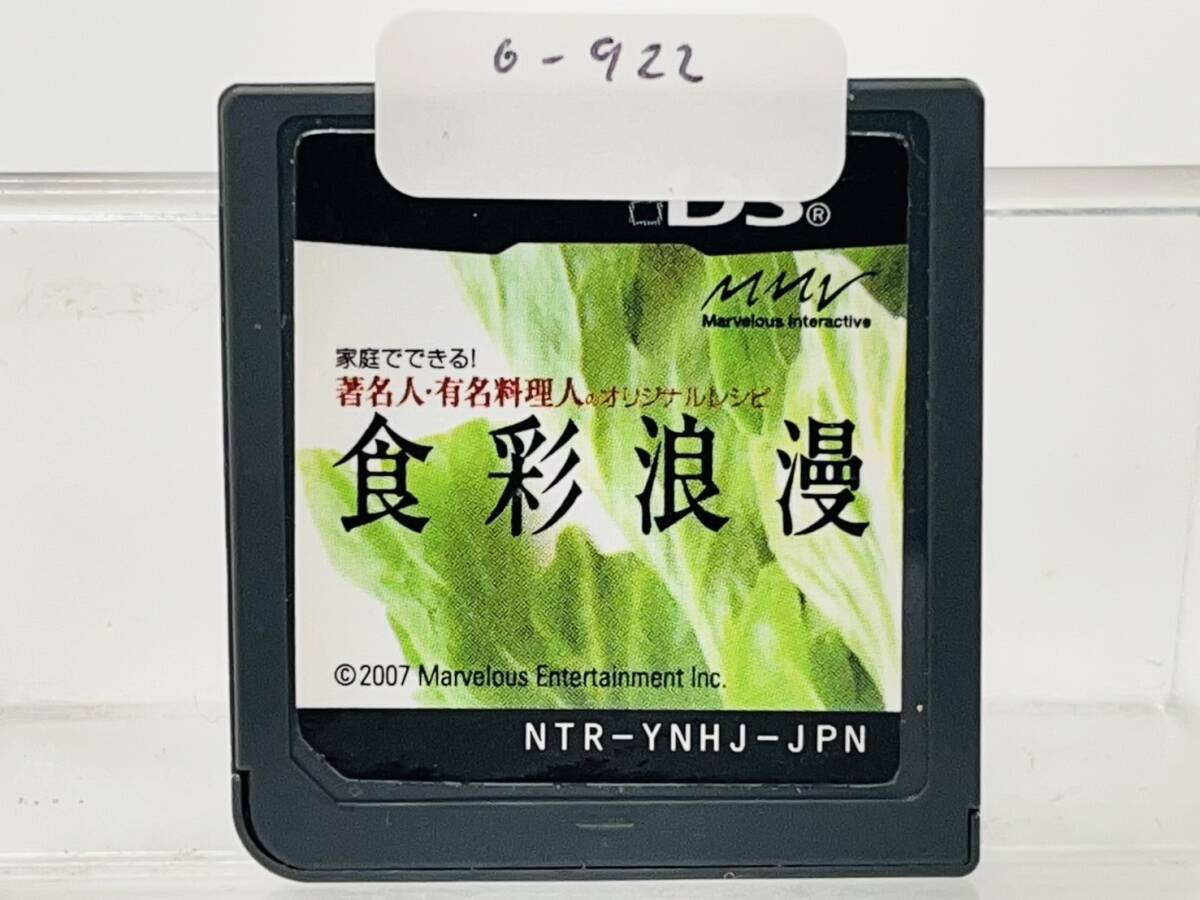 6-922
DS®
Marvelous Interactive
家庭でできる!
著名人・有名料理人のオリジナルレシピ
食彩浪漫
©2007 Marvelous Entertainment Inc.
NTR-YNHJ-JPN